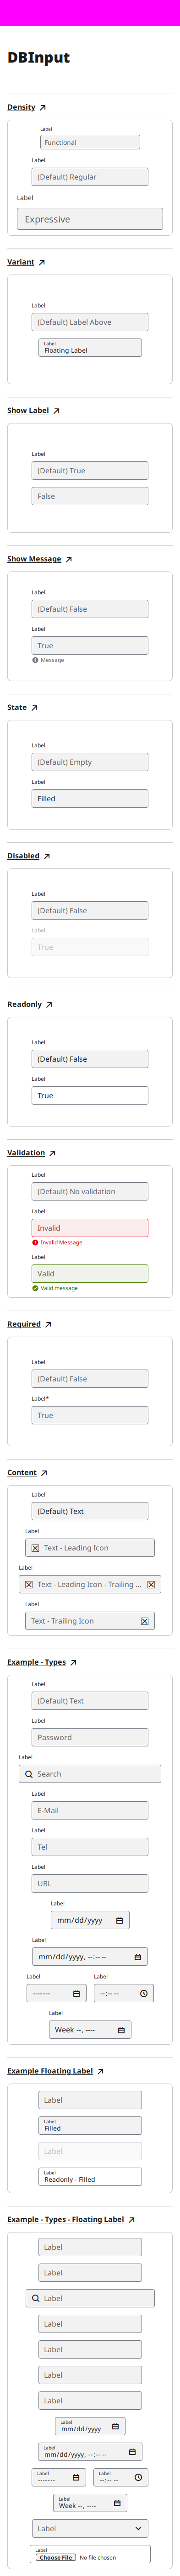 DBInput
Density
Label
Functional
Label
(Default) Regular
Label
Expressive
Variant
Label
(Default) Label Above
Label
Floating Label
Show Label
Label
(Default) True
False
Show Message
Label
(Default) False
Label
True
Message
State
Label
(Default) Empty
Label
Filled
Disabled
Label
(Default) False
Label
True
Readonly
Label
(Default) False
Label
True
Validation
Label
(Default) No validation
Label
Invalid
Invalid Message
Label
Valid
Valid message
Required
Label
(Default) False
Label*
True
Content
Label
(Default) Text
Label
Text - Leading Icon
Label
Text - Leading Icon - Trailing ...
Label
Text - Trailing Icon
Example - Types
Label
(Default) Text
Label
Password
Label
Search
Label
E-Mail
Label
Tel
Label
URL
Label
mm/dd/yyyy
Label
mm/dd/yyyy, --:-- --
Label Label
------- --:-- --
Label
Week --, ----
Example Floating Label
Label
Label
Filled
Label
Label
Readonly - Filled
Example - Types - Floating Label
Label
Label
Label
Label
Label
Label
Label
Label
mm/dd/yyyy
Label
mm/dd/yyyy, --:-- --
Label Label
------- --:-- --
Label
Week --, ----
Label
Label
Choose File No file chosen